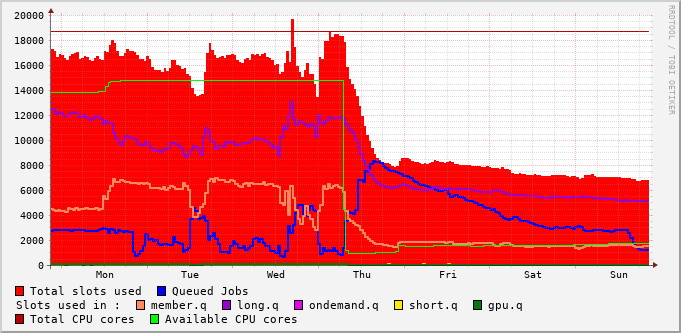 20000
18000
16000
14000
12000
10000
8000
6000
4000
2000
0
Mon Tue Wed Thu Fri Sat Sun
RRDTOOL / TOBI OETIKER
Total slots used Queued Jobs
Slots used in : member.q long.q ondemand.q short.q gpu.q
Total CPU cores Available CPU cores